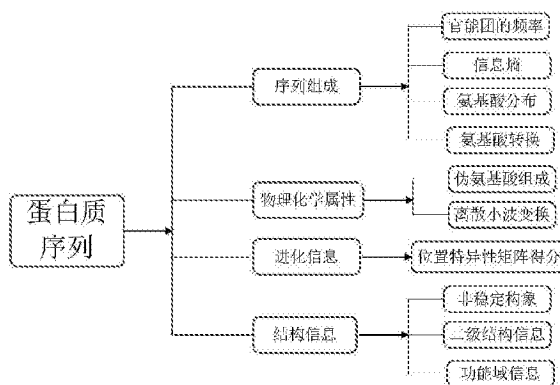 蛋白质
序列
序列组成
官能团的频率
信息熵
氨基酸分布
氨基酸转换
物理化学属性
伪氨基酸组成
离散小波变换
进化信息
位置特异性矩阵得分
结构信息
非稳定构象
二级结构信息
功能域信息